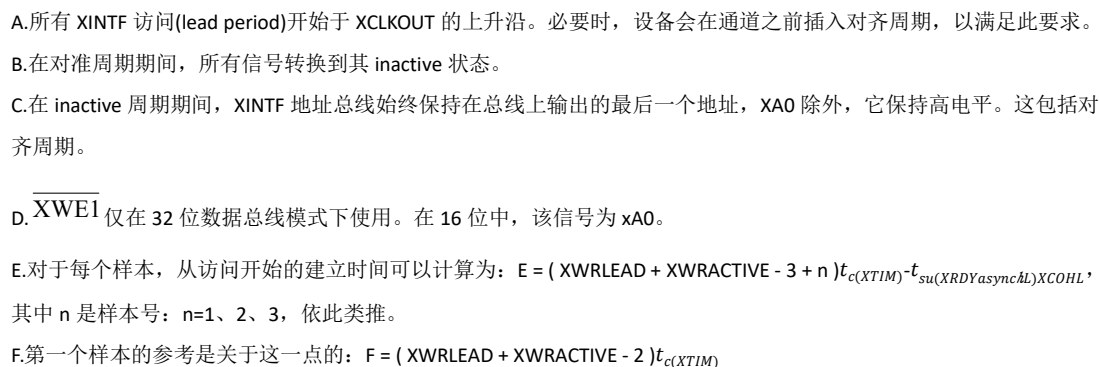 A.所有 XINTF 访问(lead period)开始于 XCLKOUT 的上升沿。必要时，设备会在通道之前插入对齐周期，以满足此要求。
B.在对准周期期间，所有信号转换到其 inactive 状态。
C.在 inactive 周期期间，XINTF 地址总线始终保持在总线上输出的最后一个地址，XA0 除外，它保持高电平。这包括对
齐周期。
D. X̅W̅E̅1̅ 仅在 32 位数据总线模式下使用。在 16 位中，该信号为 xA0。
E.对于每个样本，从访问开始的建立时间可以计算为：E = ( XWRLEAD + XWRACTIVE - 3 + n )t_{c(XTIM)}-t_{su(XRDYasynchL)XCOHL}，
其中 n 是样本号：n=1、2、3，依此类推。
F.第一个样本的参考是关于这一点的：F = ( XWRLEAD + XWRACTIVE - 2 )t_{c(XTIM)}